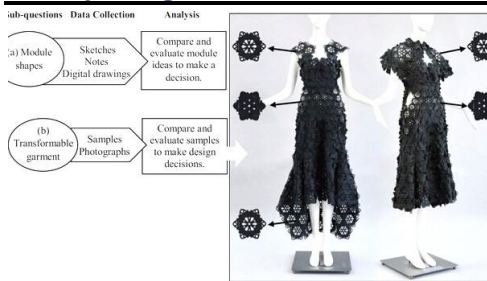 Sub-questions Data Collection Analysis
(a) Module
shapes
Sketches
Notes
Digital drawings
Compare and
evaluate module
ideas to make a
decision.
(b)
Transformable
garment
Samples
Photographs
Compare and
evaluate samples
to make design
decisions.